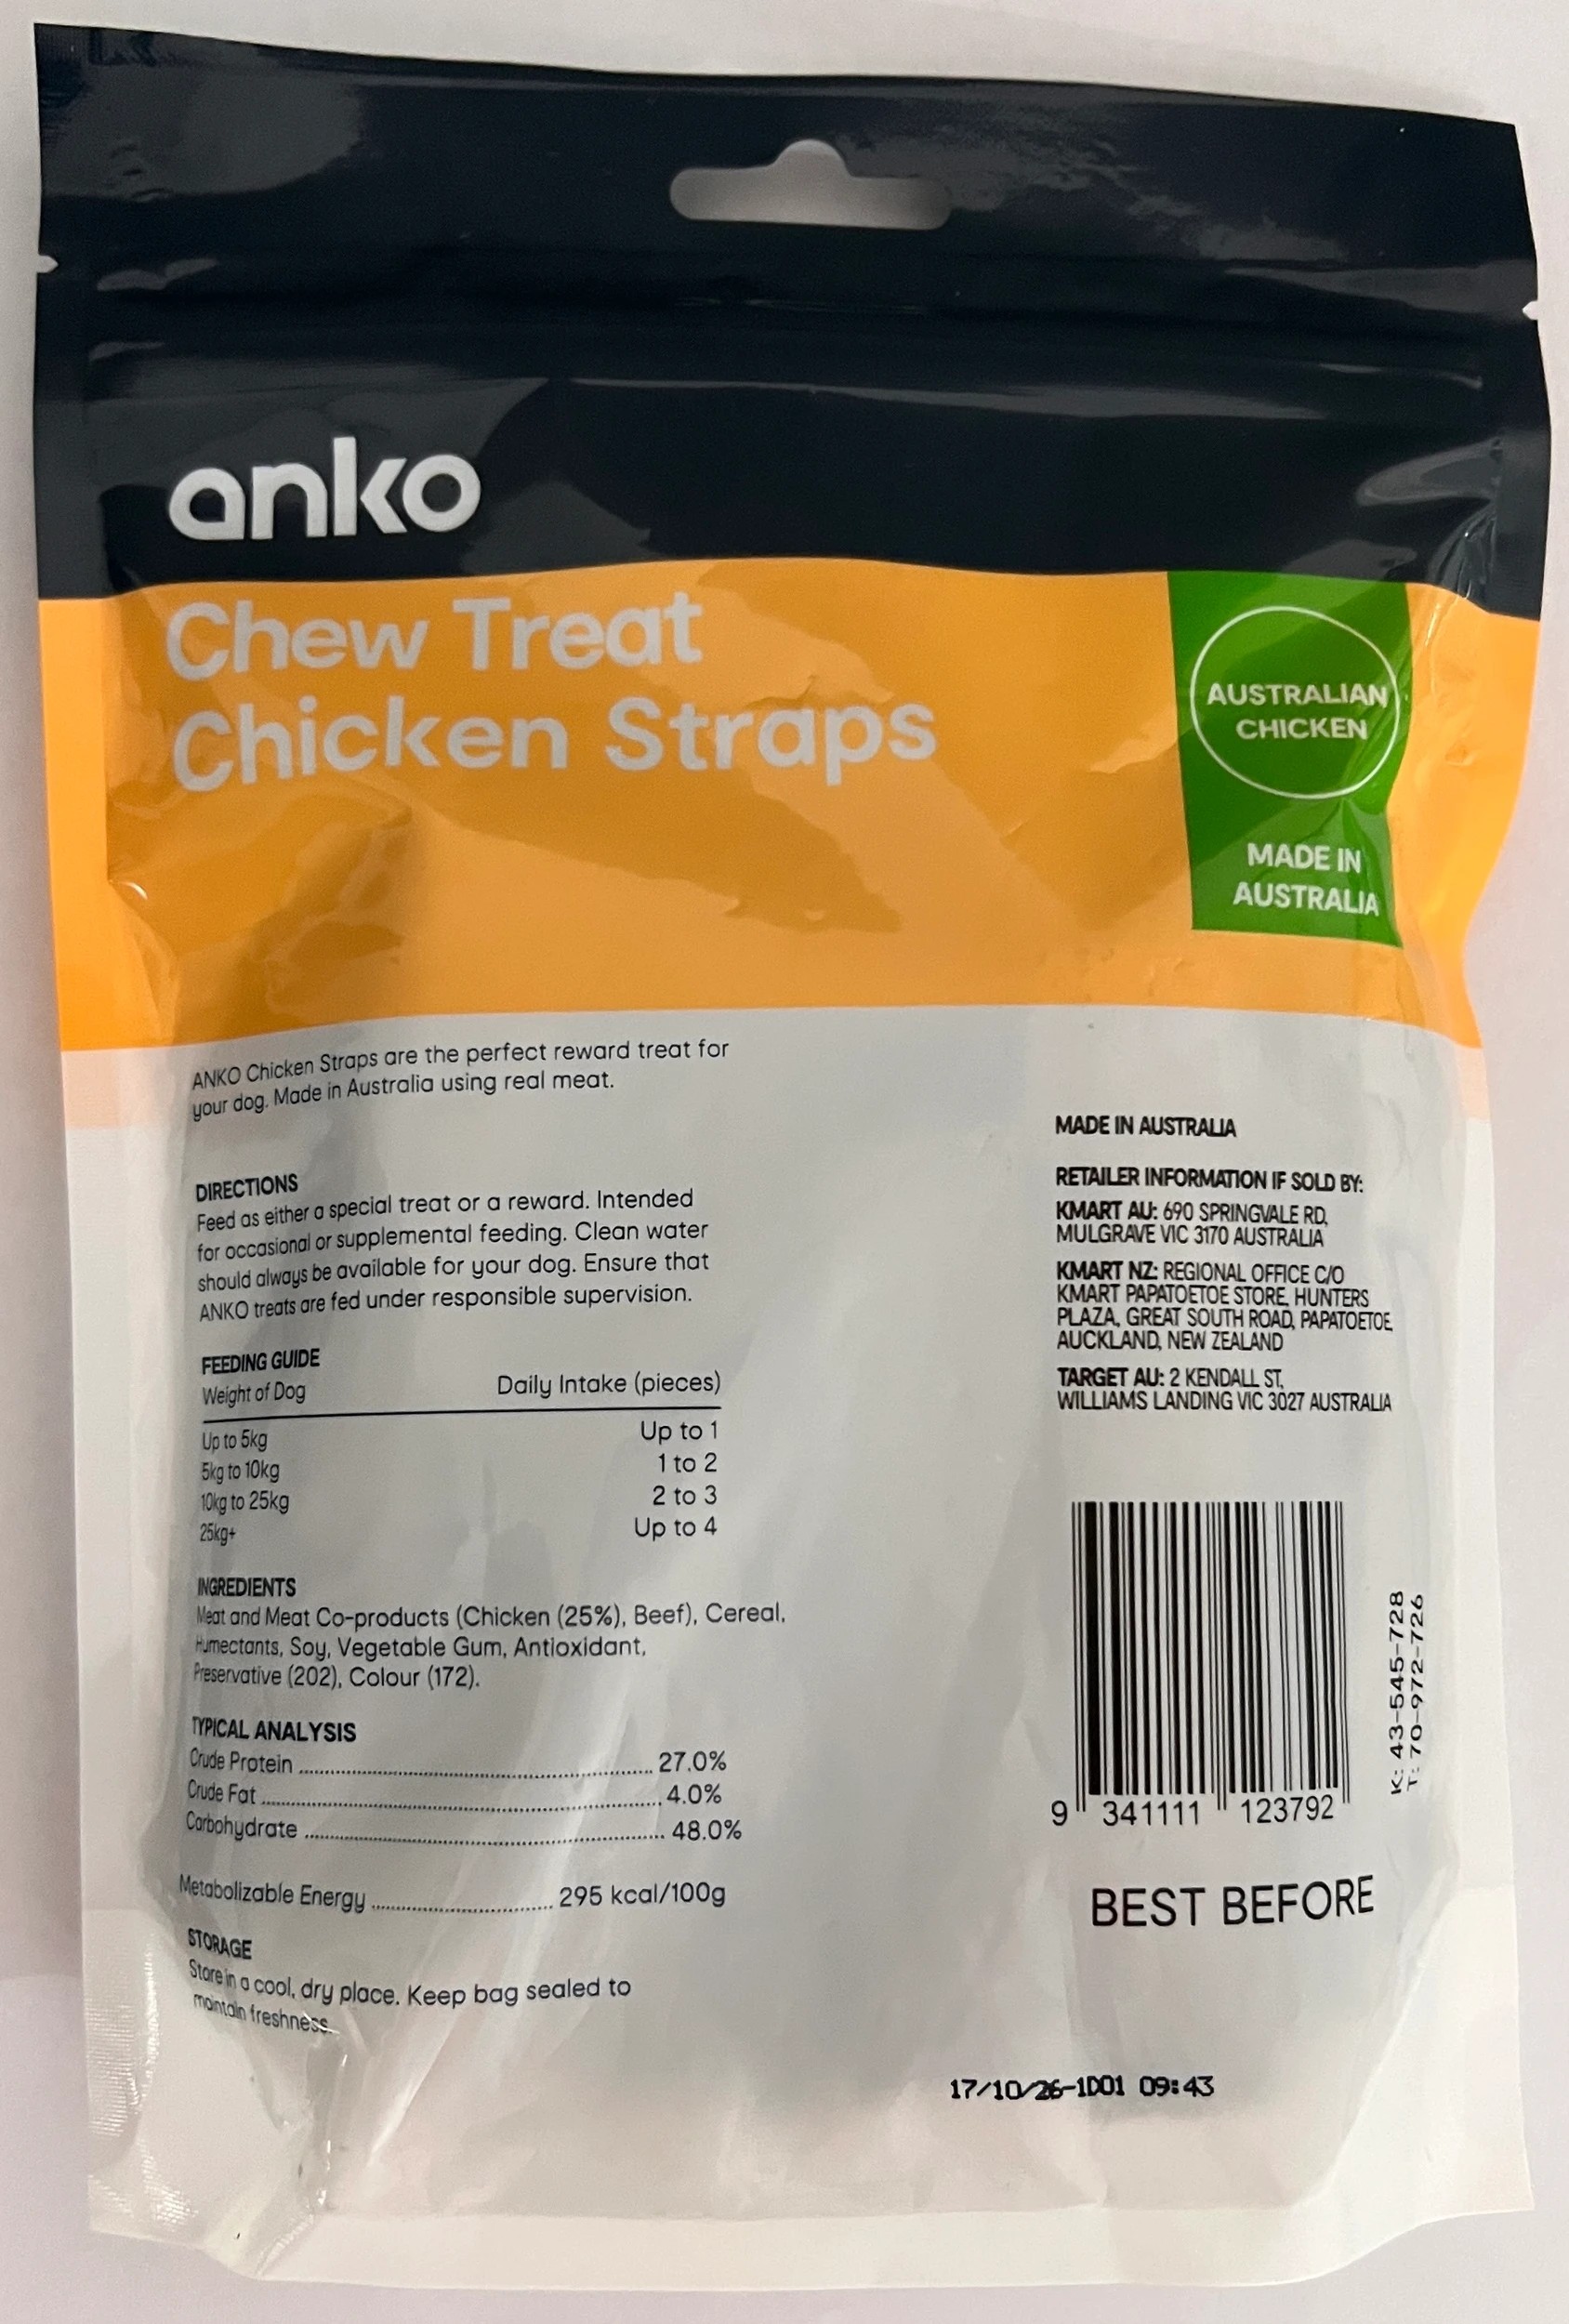 anko
Chew Treat
Chicken Straps
AUSTRALIAN
CHICKEN
MADE IN
AUSTRALIA
ANKO Chicken Straps are the perfect reward treat for
your dog. Made in Australia using real meat.
DIRECTIONS
Feed as either a special treat or a reward. Intended
for occasional or supplemental feeding. Clean water
should always be available for your dog. Ensure that
ANKO treats are fed under responsible supervision.
FEEDING GUIDE
Weight of Dog Daily Intake (pieces)
Up to 5kg Up to 1
5kg to 10kg 1 to 2
10kg to 25kg 2 to 3
25kg+ Up to 4
INGREDIENTS
Meat and Meat Co-products (Chicken (25%), Beef), Cereal,
Humectants, Soy, Vegetable Gum, Antioxidant,
Preservative (202), Colour (172).
TYPICAL ANALYSIS
Crude Protein 27.0%
Crude Fat 4.0%
Carbohydrate 48.0%
Metabolizable Energy 295 kcal/100g
STORAGE
Store in a cool, dry place. Keep bag sealed to
maintain freshness.
MADE IN AUSTRALIA
RETAILER INFORMATION IF SOLD BY:
KMART AU: 690 SPRINGVALE RD,
MULGRAVE VIC 3170 AUSTRALIA
KMART NZ: REGIONAL OFFICE C/O
KMART PAPATOETOE STORE, HUNTERS
PLAZA, GREAT SOUTH ROAD, PAPATOETOE,
AUCKLAND, NEW ZEALAND
TARGET AU: 2 KENDALL ST,
WILLIAMS LANDING VIC 3027 AUSTRALIA
9 341111 123792
K: 43-545-728
T: 70-972-726
BEST BEFORE
17/10/26-1D01 09:43